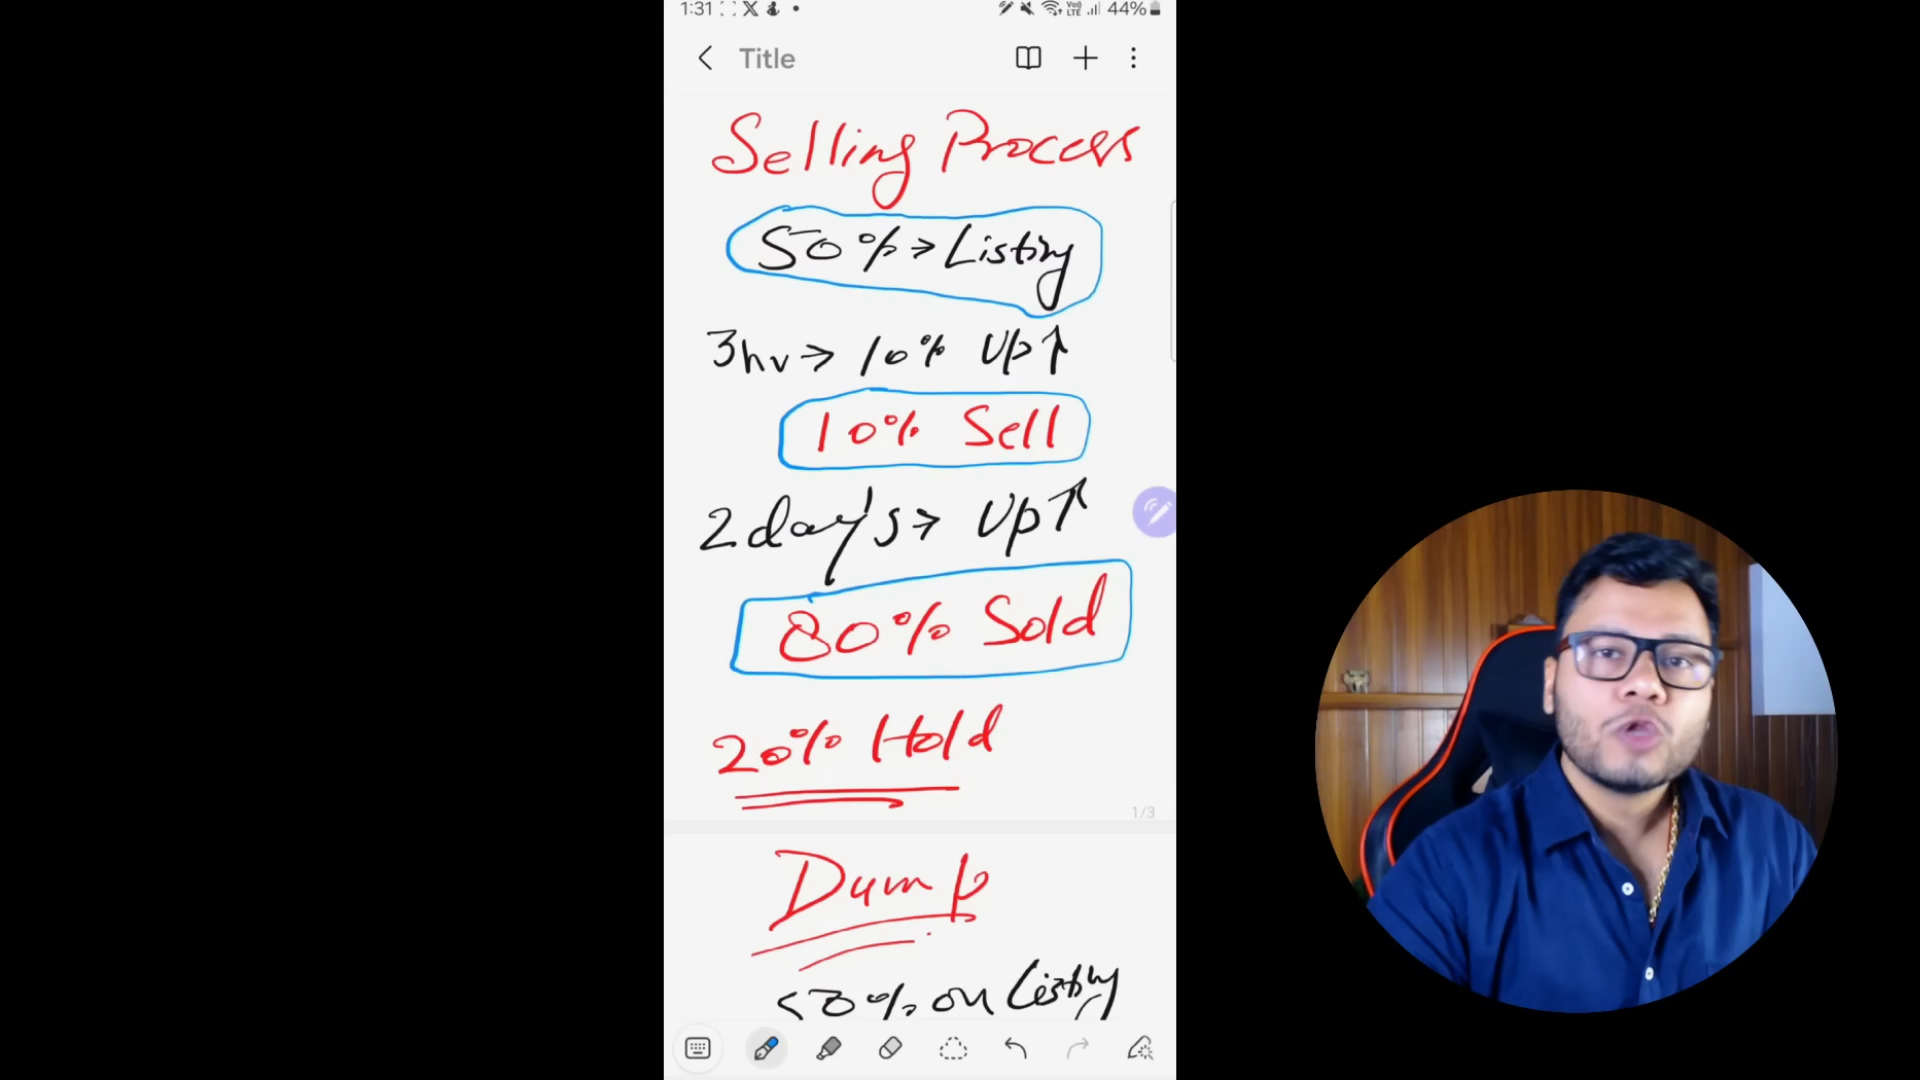 1:31 44%
Title
Selling Process
50% → Listing
3hr → 10% Up ↑
10% Sell
2 day's → Up ↑
80% Sold
20% Hold
1/3
Dump
50% on Listing